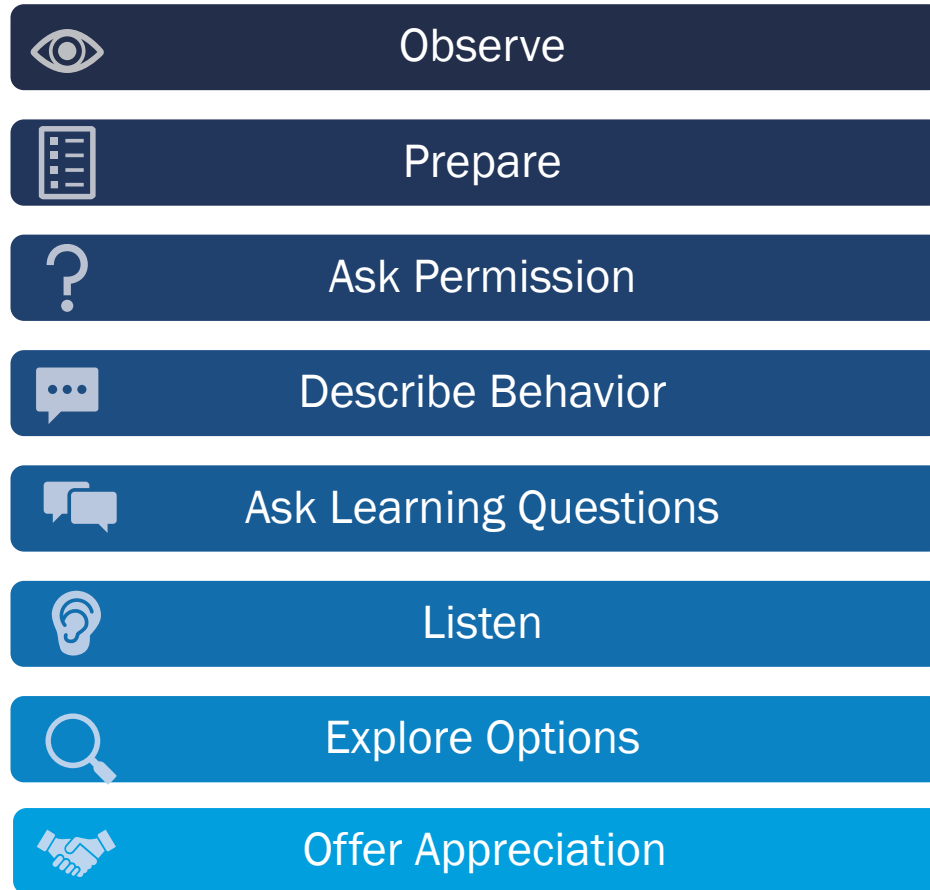 Observe
Prepare
Ask Permission
Describe Behavior
Ask Learning Questions
Listen
Explore Options
Offer Appreciation